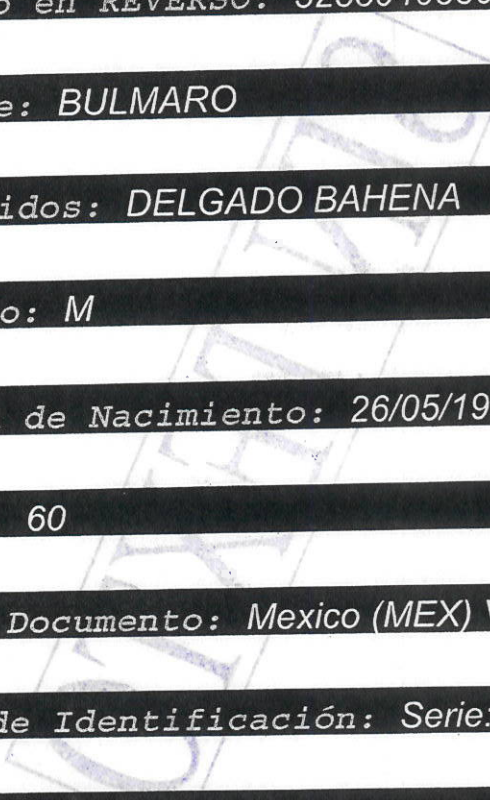 en REVERSO:
e: BULMARO
idos: DELGADO BAHENA
o: M
de Nacimiento: 26/05/19
60
Documento: Mexico (MEX)
de Identificación: Serie: